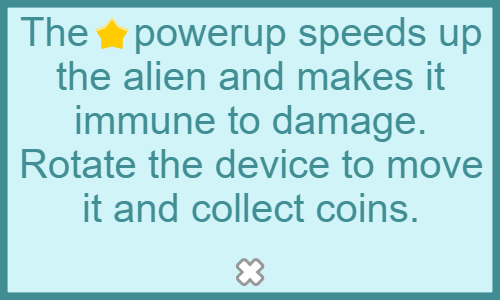 The ⭐ powerup speeds up
the alien and makes it
immune to damage.
Rotate the device to move
it and collect coins.